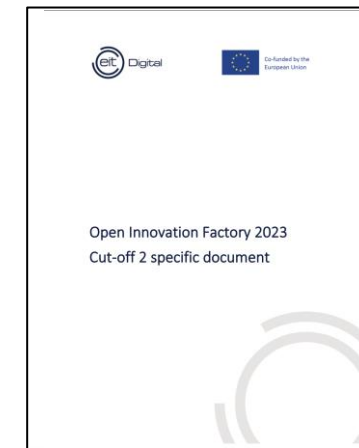 eit Digital
Co-funded by the
European Union
Open Innovation Factory 2023
Cut-off 2 specific document